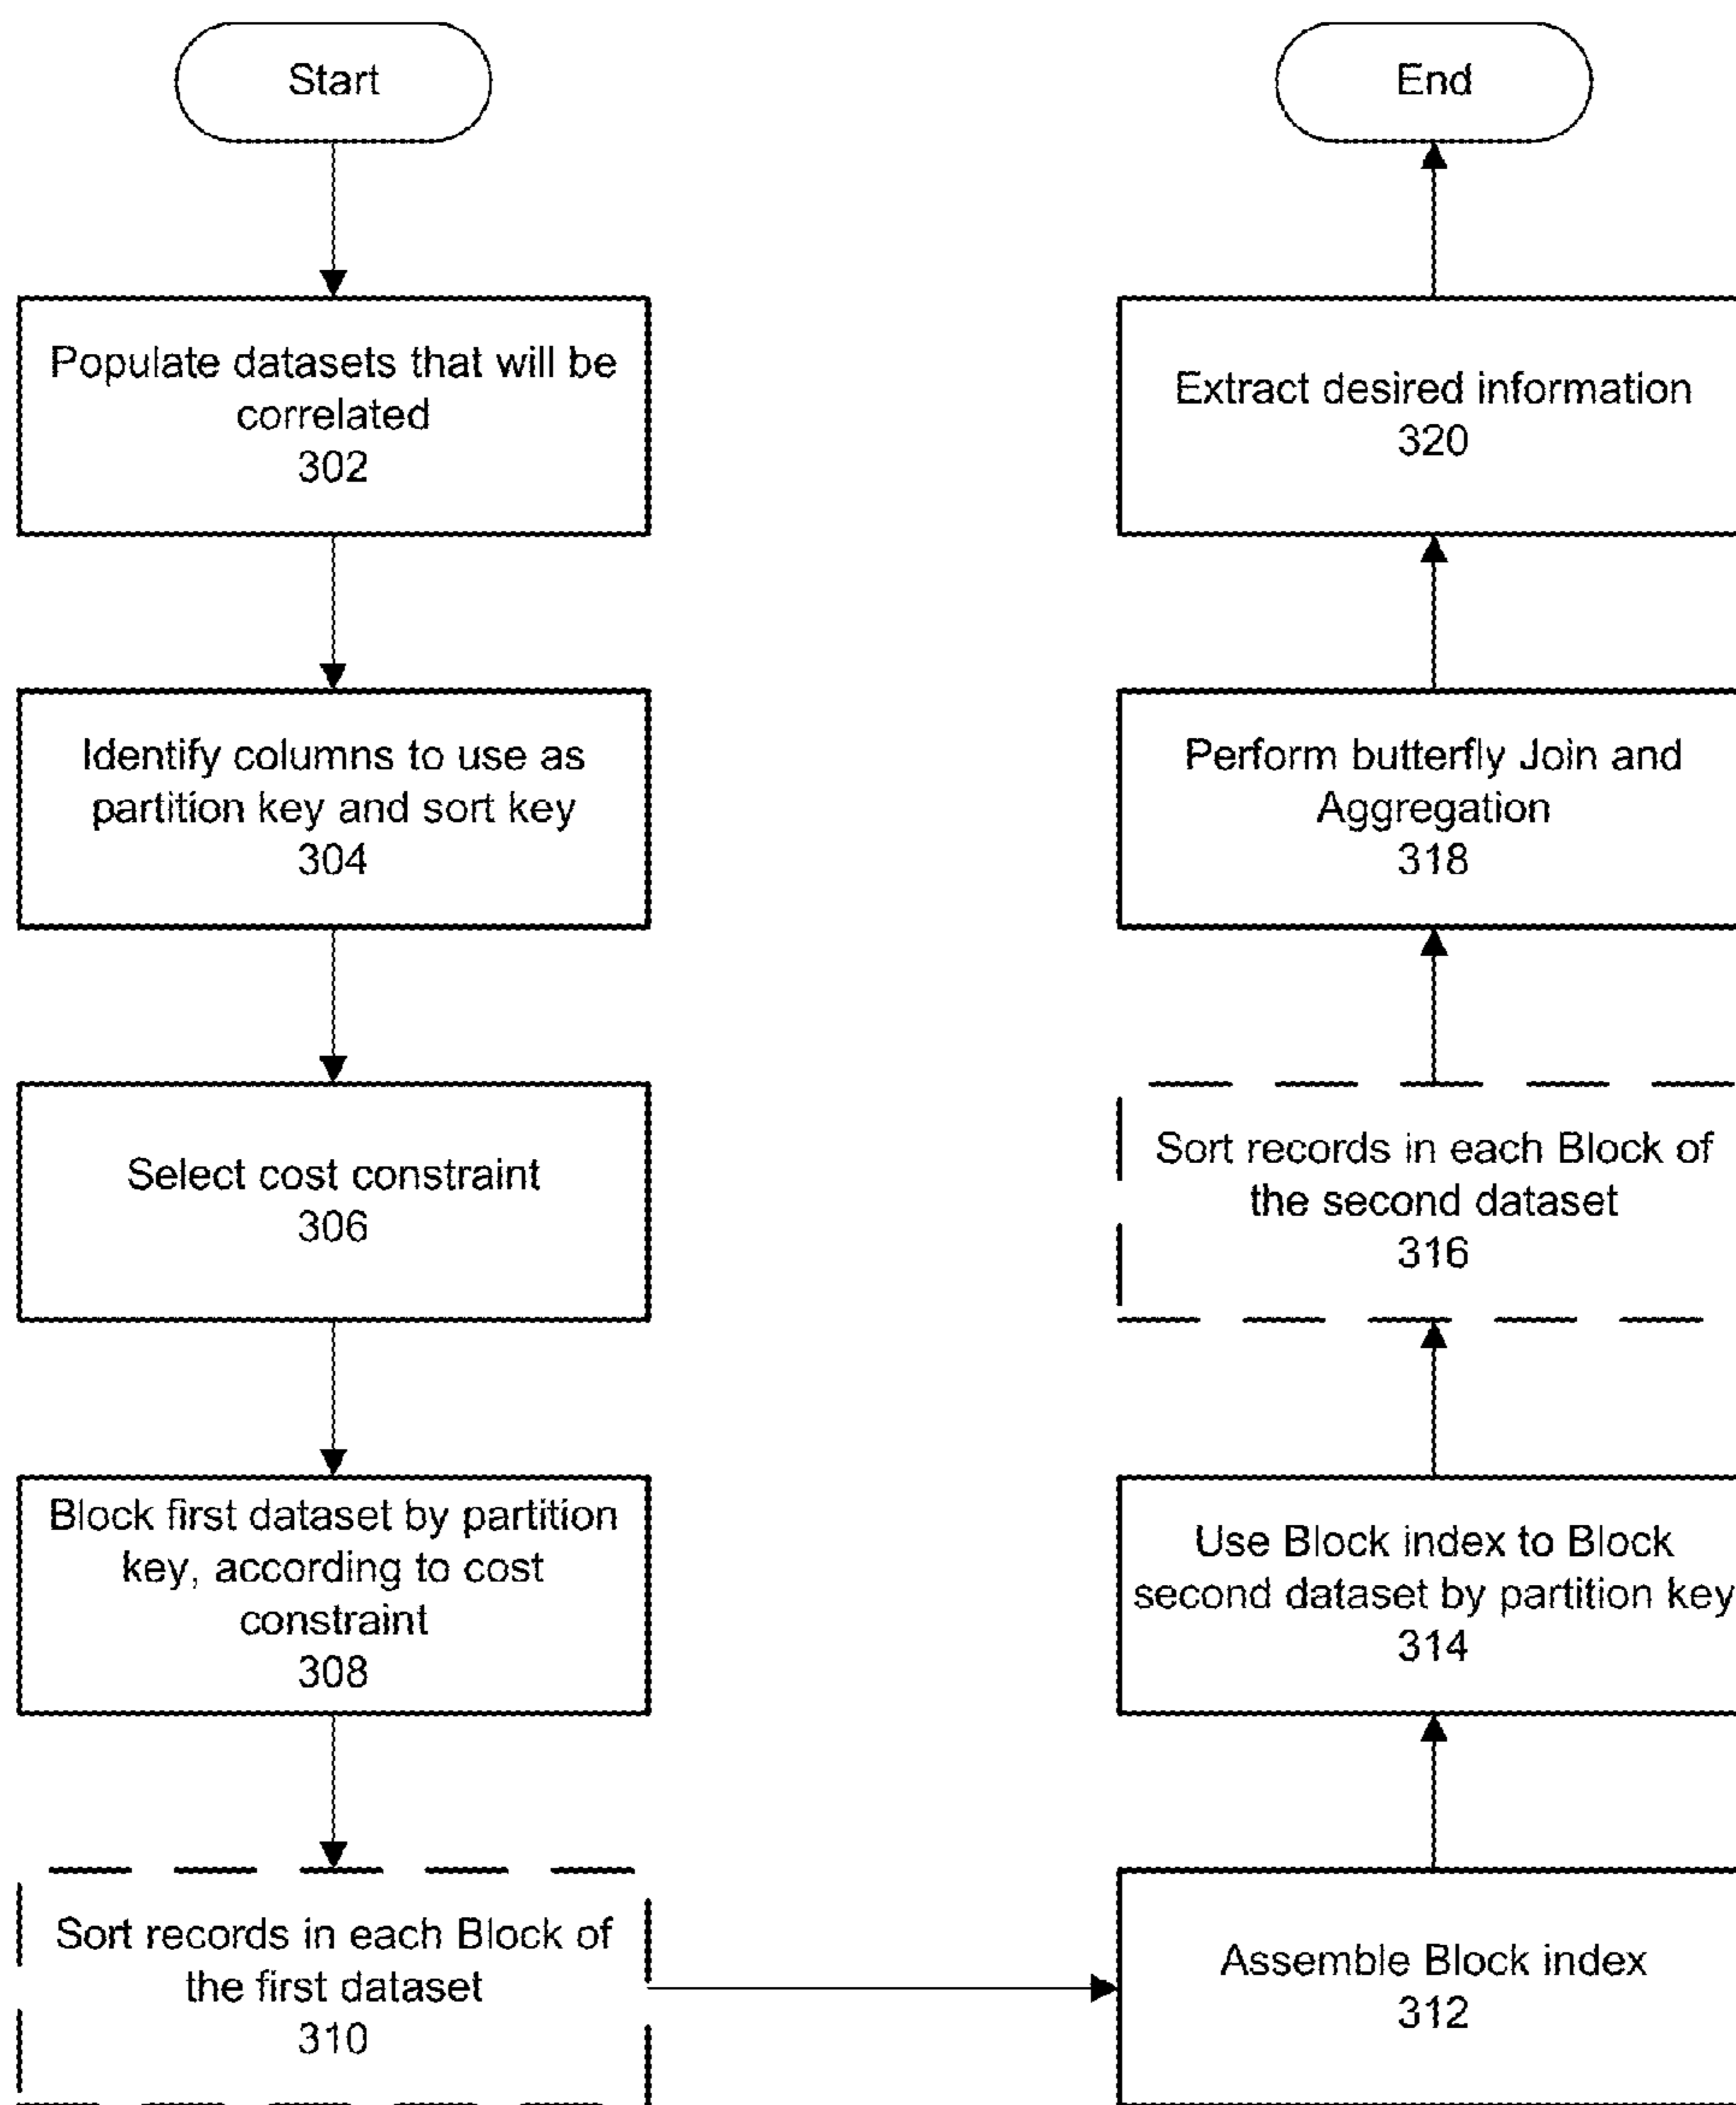 Start
Populate datasets that will be
correlated
302
Identify columns to use as
partition key and sort key
304
Select cost constraint
306
Block first dataset by partition
key, according to cost
constraint
308
Sort records in each Block of
the first dataset
310
Assemble Block index
312
Use Block index to Block
second dataset by partition key
314
Sort records in each Block of
the second dataset
316
Perform butterfly Join and
Aggregation
318
Extract desired information
320
End